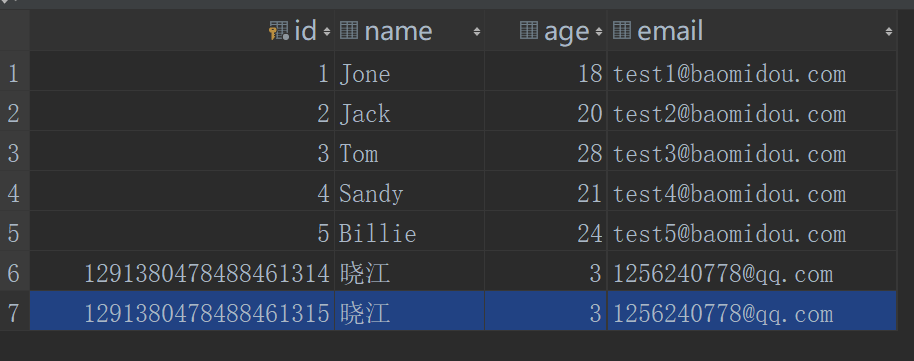 id name age email
1 1 Jone 18 test1@baomidou.com
2 2 Jack 20 test2@baomidou.com
3 3 Tom 28 test3@baomidou.com
4 4 Sandy 21 test4@baomidou.com
5 5 Billie 24 test5@baomidou.com
6 1291380478488461314 晓江 3 1256240778@qq.com
7 1291380478488461315 晓江 3 1256240778@qq.com